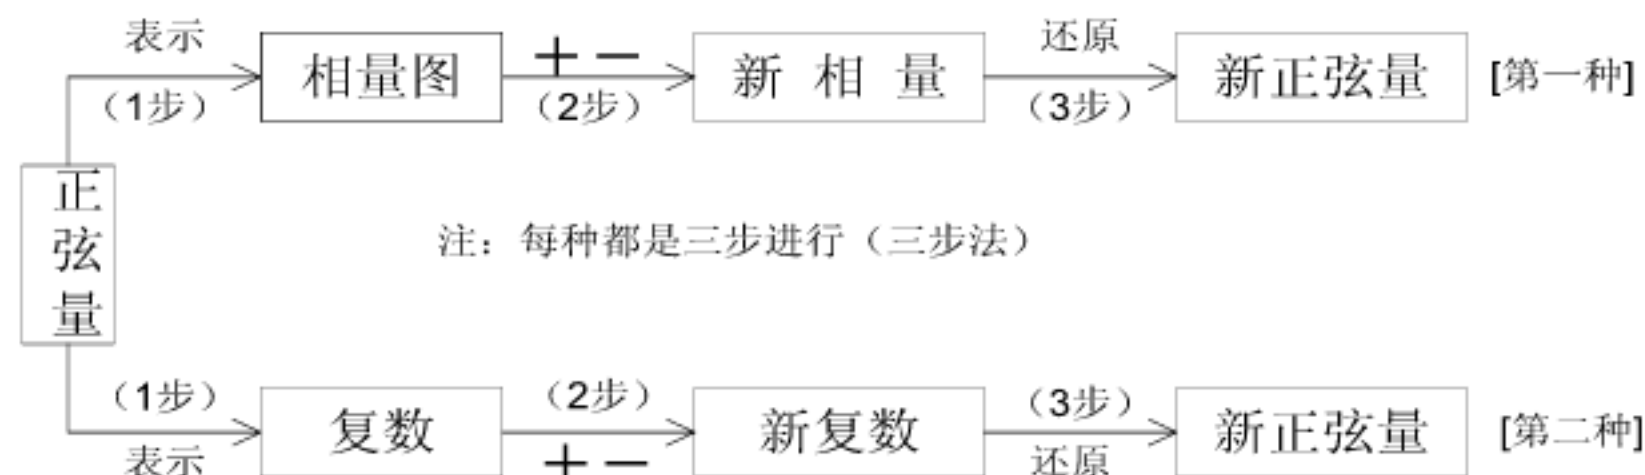 表示 ＋－ 还原
相量图 新 相 量 新正弦量 [第一种]
（1步） （2步） （3步）
正弦量
注：每种都是三步进行（三步法）
（1步） （2步） （3步）
复数 新复数 新正弦量 [第二种]
表示 ＋－ 还原